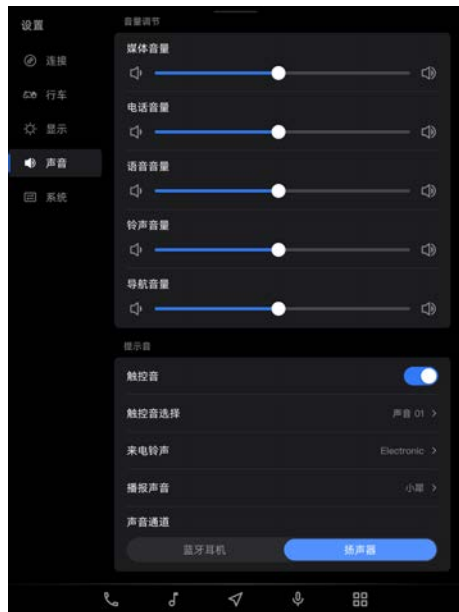 设置
连接
行车
显示
声音
系统
音量调节
媒体音量
电话音量
语音音量
铃声音量
导航音量
提示音
触控音
触控音选择 声音 01
来电铃声 Electronic
播报声音 小犀
声音通道
蓝牙耳机 扬声器